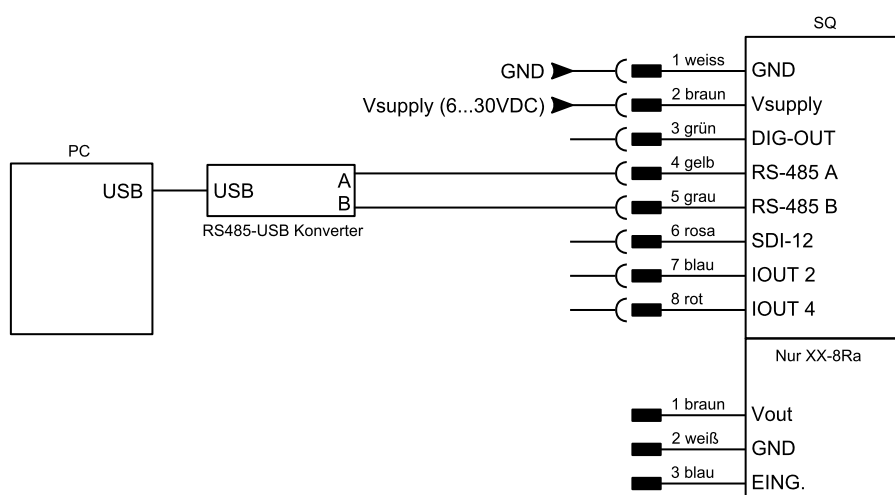 SQ
GND 1 weiss GND
Vsupply (6...30VDC) 2 braun Vsupply
3 grün DIG-OUT
PC
USB USB A 4 gelb RS-485 A
B 5 grau RS-485 B
RS485-USB Konverter
6 rosa SDI-12
7 blau IOUT 2
8 rot IOUT 4
Nur XX-8Ra
1 braun Vout
2 weiß GND
3 blau EING.